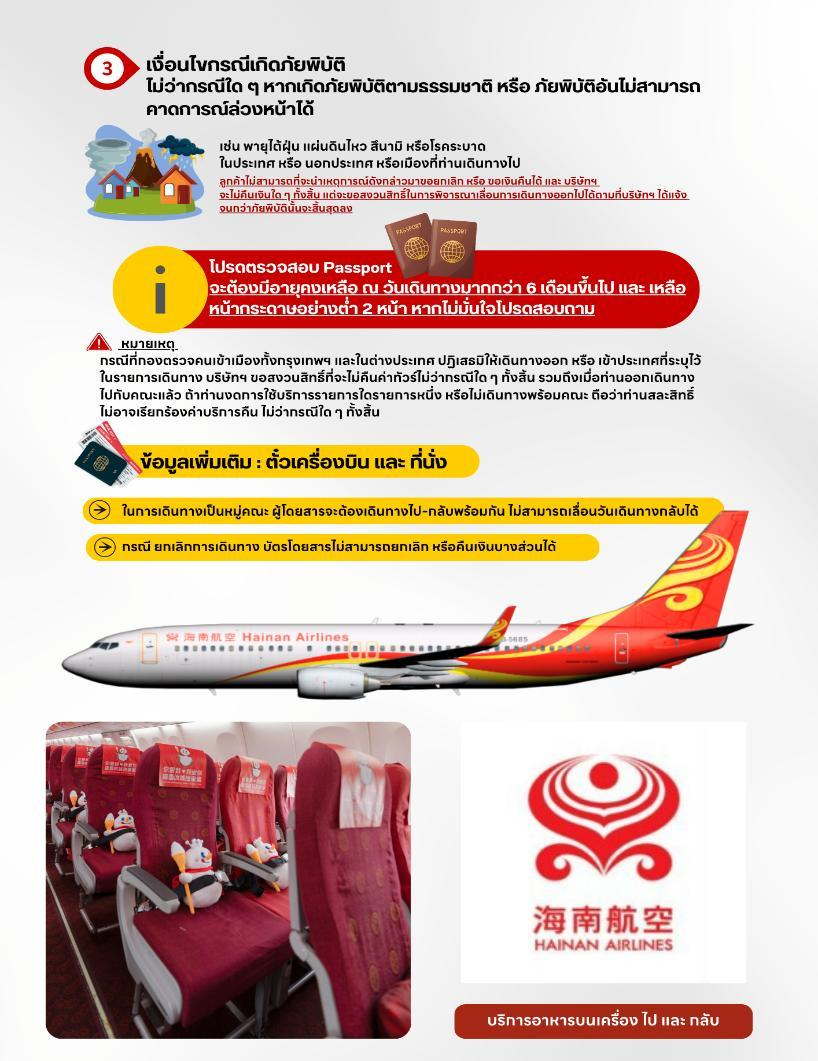 3
เงื่อนไขกรณีเกิดภัยพิบัติ
ไม่ว่ากรณีใด ๆ หากเกิดภัยพิบัติตามธรรมชาติ หรือ ภัยพิบัติอันไม่สามารถ
คาดการณ์ล่วงหน้าได้
เช่น พายุไต้ฝุ่น แผ่นดินไหว สึนามิ หรือโรคระบาด
ในประเทศ หรือ นอกประเทศ หรือเมืองที่ท่านเดินทางไป
ลูกค้าไม่สามารถที่จะนำเหตุการณ์ดังกล่าวมาขอยกเลิก หรือ ขอเงินคืนได้ และ บริษัทฯ
จะไม่คืนเงินใด ๆ ทั้งสิ้น แต่จะขอสงวนสิทธิ์ในการพิจารณาเลื่อนการเดินทางออกไปได้ตามที่บริษัทฯ ได้แจ้ง
จนกว่าภัยพิบัตินั้นจะสิ้นสุดลง
PASSPORT
PASSPORT
i
โปรดตรวจสอบ Passport
จะต้องมีอายุคงเหลือ ณ วันเดินทางมากกว่า 6 เดือนขึ้นไป และ เหลือ
หน้ากระดาษอย่างต่ำ 2 หน้า หากไม่มั่นใจโปรดสอบถาม
หมายเหตุ
กรณีที่กองตรวจคนเข้าเมืองทั้งกรุงเทพฯ และในต่างประเทศ ปฏิเสธมิให้เดินทางออก หรือ เข้าประเทศที่ระบุไว้
ในรายการเดินทาง บริษัทฯ ขอสงวนสิทธิ์ที่จะไม่คืนค่าทัวร์ไม่ว่ากรณีใด ๆ ทั้งสิ้น รวมถึงเมื่อท่านออกเดินทาง
ไปกับคณะแล้ว ถ้าท่านงดการใช้บริการรายการใดรายการหนึ่ง หรือไม่เดินทางพร้อมคณะ ถือว่าท่านสละสิทธิ์
ไม่อาจเรียกร้องค่าบริการคืน ไม่ว่ากรณีใด ๆ ทั้งสิ้น
ข้อมูลเพิ่มเติม : ตั๋วเครื่องบิน และ ที่นั่ง
ในการเดินทางเป็นหมู่คณะ ผู้โดยสารจะต้องเดินทางไป-กลับพร้อมกัน ไม่สามารถเลื่อนวันเดินทางกลับได้
กรณี ยกเลิกการเดินทาง บัตรโดยสารไม่สามารถยกเลิก หรือคืนเงินบางส่วนได้
海南航空 Hainan Airlines
海南航空
HAINAN AIRLINES
บริการอาหารบนเครื่อง ไป และ กลับ